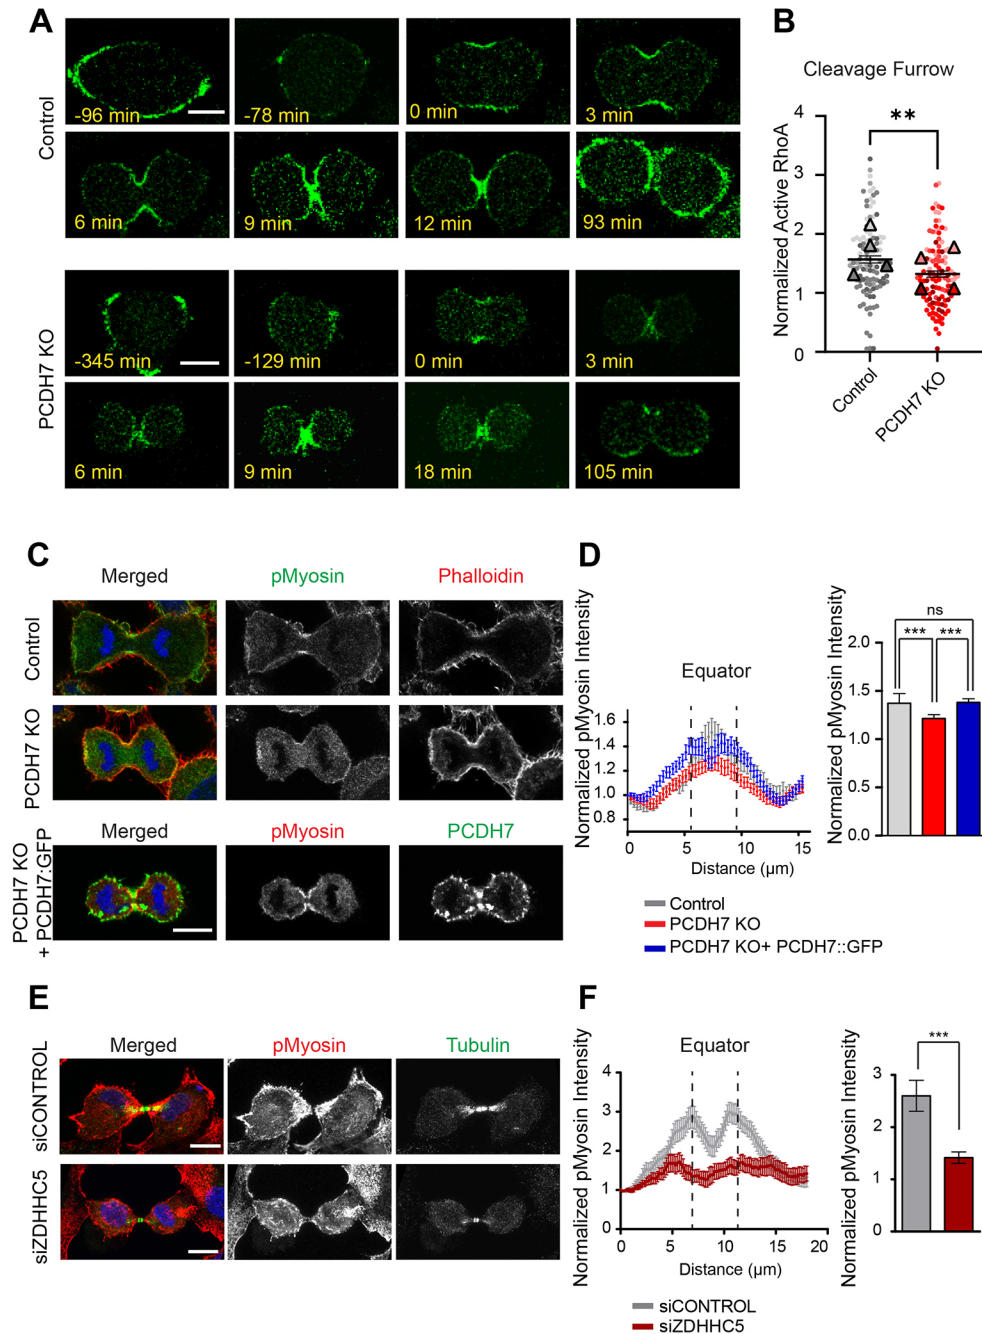 A
Control
-96 min
-78 min
0 min
3 min
6 min
9 min
12 min
93 min
PCDH7 KO
-345 min
-129 min
0 min
3 min
6 min
9 min
18 min
105 min
B
Cleavage Furrow
**
Normalized Active RhoA
4
3
2
1
0
Control
PCDH7 KO
C
Merged
pMyosin
Phalloidin
Control
PCDH7 KO
Merged
pMyosin
PCDH7
PCDH7 KO
+ PCDH7:GFP
D
Equator
Normalized pMyosin Intensity
1.6
1.4
1.2
1.0
0.8
0
5
10
15
Distance (μm)
Control
PCDH7 KO
PCDH7 KO+ PCDH7::GFP
Normalized pMyosin Intensity
ns
***
***
2.0
1.5
1.0
0.5
0.0
E
Merged
pMyosin
Tubulin
siCONTROL
siZDHHC5
F
Equator
Normalized pMyosin Intensity
4
3
2
1
0
0
5
10
15
20
Distance (μm)
siCONTROL
siZDHHC5
Normalized pMyosin Intensity
***
3
2
1
0